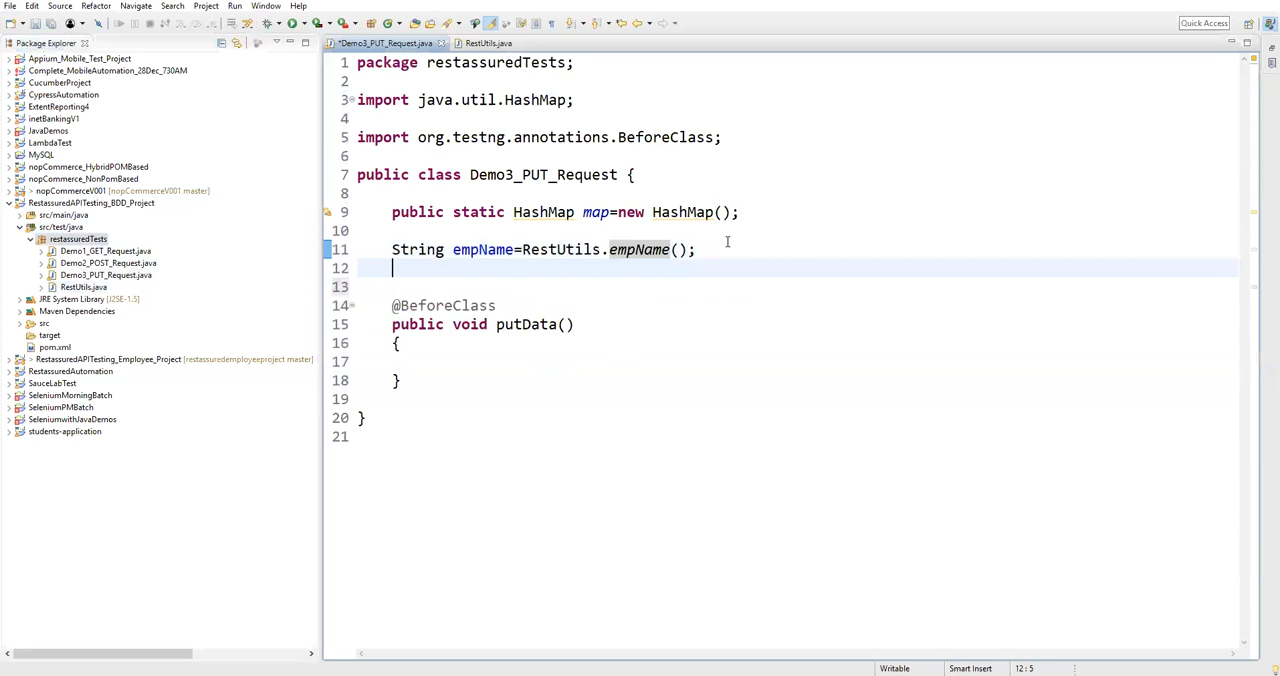 File Edit Source Refactor Navigate Search Project Run Window Help
Quick Access
Package Explorer
*Demo3_PUT_Request.java
RestUtils.java
Appium_Mobile_Test_Project
Complete_MobileAutomation_28Dec_730AM
CucumberProject
CypressAutomation
ExtentReporting4
inetBankingV1
JavaDemos
LambdaTest
MySQL
nopCommerce_HybridPOMBased
nopCommerce_NonPomBased
> nopCommerceV001 [nopCommerceV001 master]
RestassuredAPITesting_BDD_Project
src/main/java
src/test/java
restassuredTests
Demo1_GET_Request.java
Demo2_POST_Request.java
Demo3_PUT_Request.java
RestUtils.java
JRE System Library [J2SE-1.5]
Maven Dependencies
src
target
pom.xml
> RestassuredAPITesting_Employee_Project [restassuredemployeeproject master]
RestassuredAutomation
SauceLabTest
SeleniumMorningBatch
SeleniumPMBatch
SeleniumwithJavaDemos
students-application
1 package restassuredTests;
2
3 import java.util.HashMap;
4
5 import org.testng.annotations.BeforeClass;
6
7 public class Demo3_PUT_Request {
8
9 public static HashMap map=new HashMap();
10
11 String empName=RestUtils.empName();
12
13
14 @BeforeClass
15 public void putData()
16 {
17
18 }
19
20 }
21
Writable Smart Insert 12 : 5